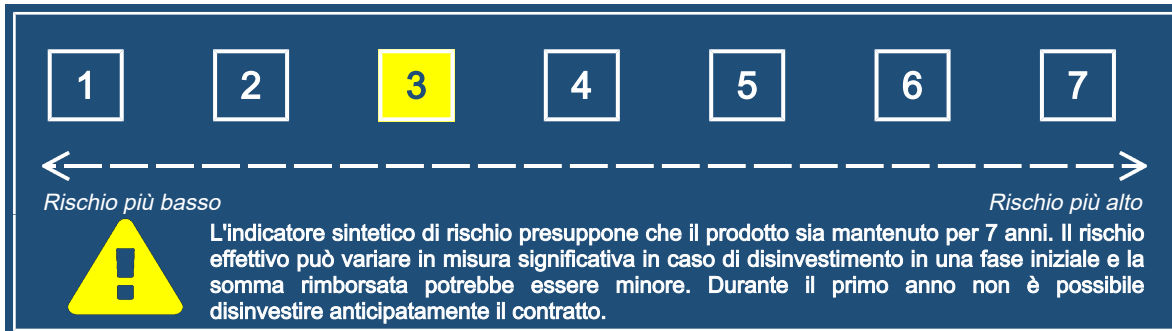 1 2 3 4 5 6 7
Rischio più basso Rischio più alto
L'indicatore sintetico di rischio presuppone che il prodotto sia mantenuto per 7 anni. Il rischio
effettivo può variare in misura significativa in caso di disinvestimento in una fase iniziale e la
somma rimborsata potrebbe essere minore. Durante il primo anno non è possibile
disinvestire anticipatamente il contratto.